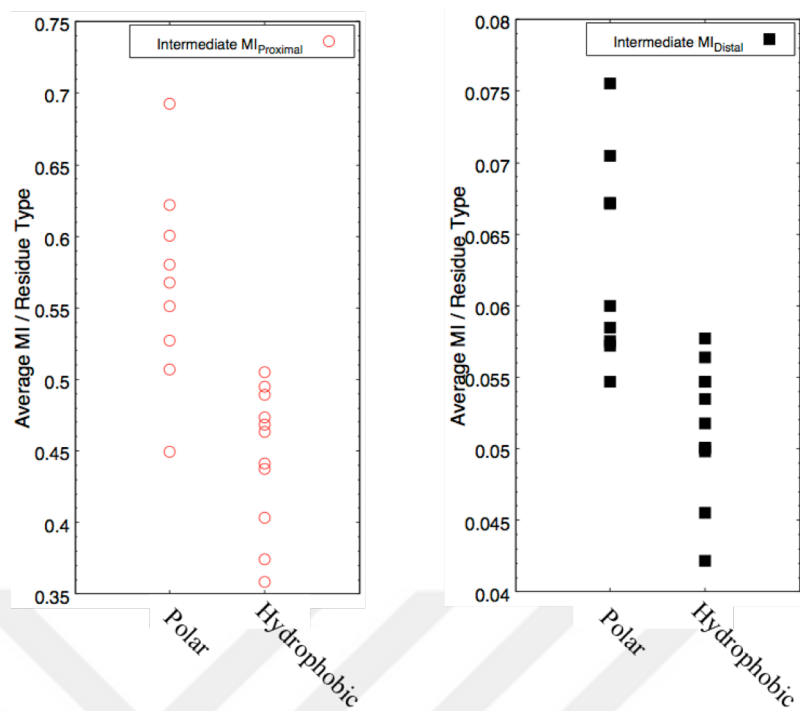 Intermediate MIProximal
0.75
0.7
0.65
0.6
0.55
0.5
0.45
0.4
0.35
Average MI / Residue Type
Polar
Hydrophobic
Intermediate MIDistal
0.08
0.075
0.07
0.065
0.06
0.055
0.05
0.045
0.04
Average MI / Residue Type
Polar
Hydrophobic